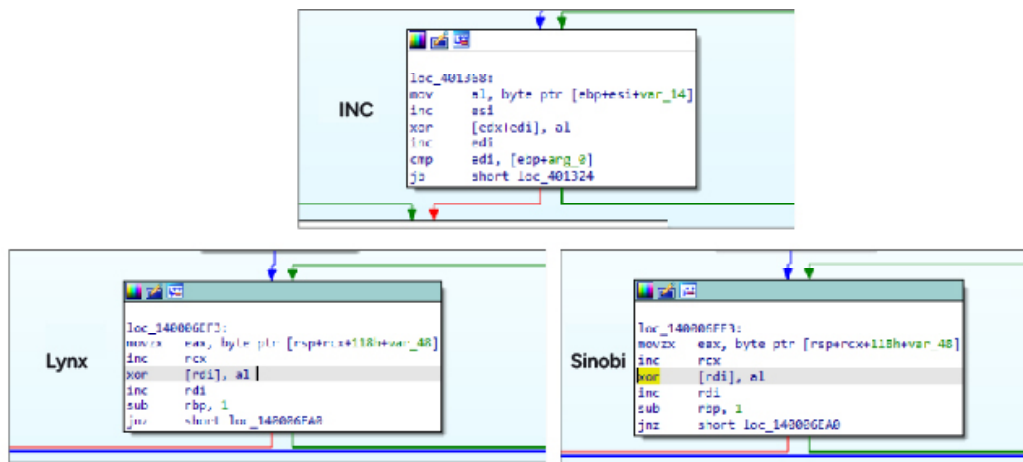 INC
loc_401368:
mov al, byte ptr [ebp+esi+var_14]
inc esi
xor [edx+edi], al
inc edi
cmp edi, [ebp+arg_0]
jb short loc_401324
Lynx
loc_140006EF3:
movzx eax, byte ptr [rsp+rcx+118h+var_48]
inc rcx
xor [rdi], al
inc rdi
sub rbp, 1
jnz short loc_140006EA0
Sinobi
loc_140006EF3:
movzx eax, byte ptr [rsp+rcx+118h+var_48]
inc rcx
xor [rdi], al
inc rdi
sub rbp, 1
jnz short loc_140006EA0